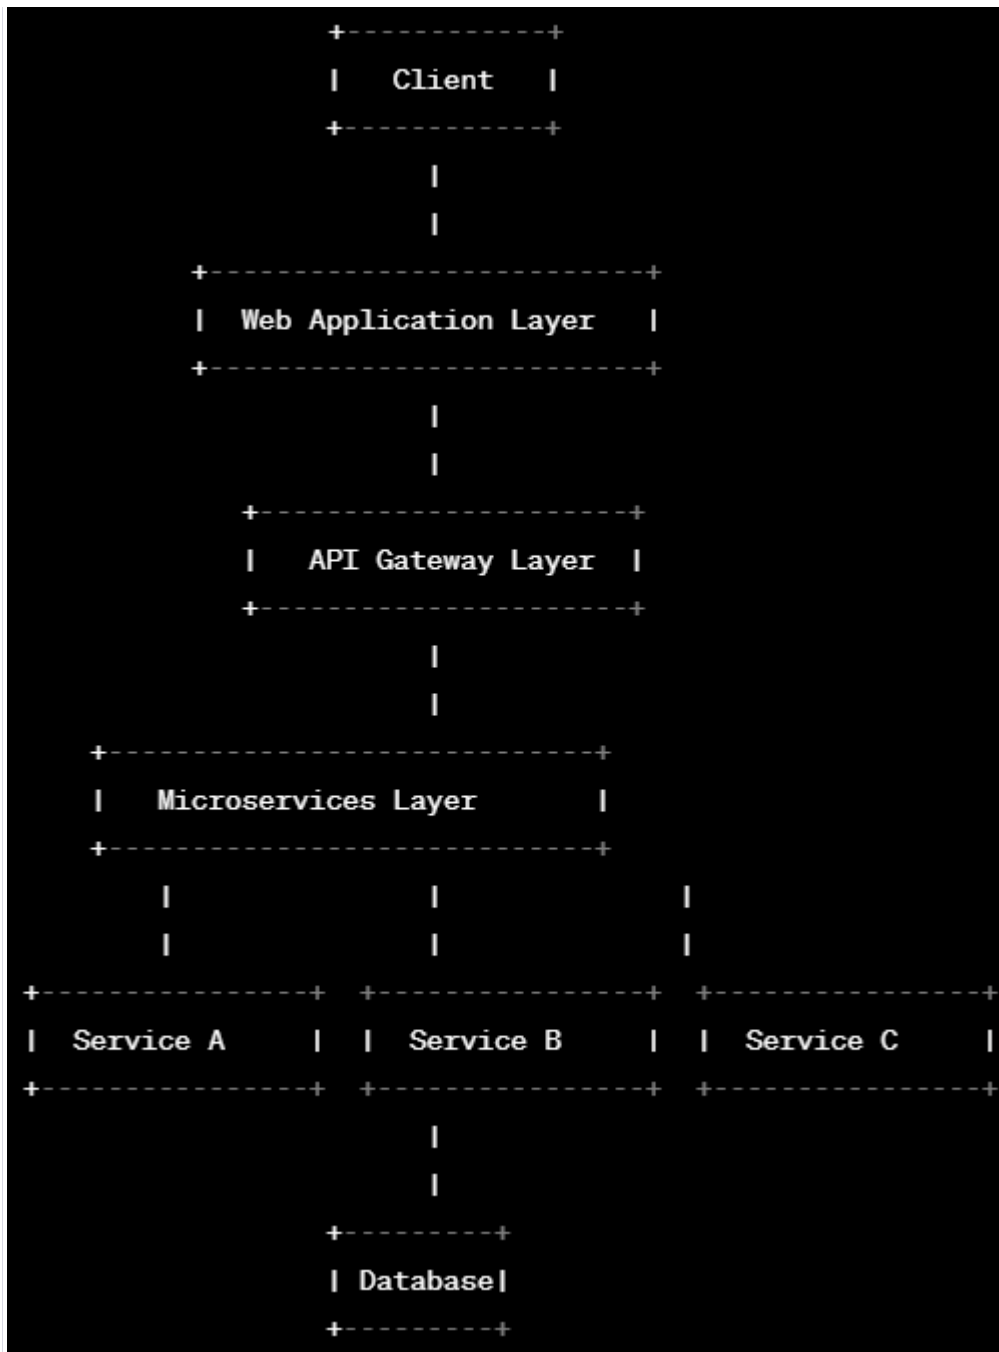 +------------+
|   Client   |
+------------+
|
|
+--------------------------+
|  Web Application Layer   |
+--------------------------+
|
|
+----------------------+
|   API Gateway Layer  |
+----------------------+
|
|
+-----------------------------+
|   Microservices Layer       |
+-----------------------------+
|               |              |
|               |              |
+----------------+  +----------------+  +----------------+
|  Service A     |  |  Service B     |  |  Service C     |
+----------------+  +----------------+  +----------------+
|
|
+---------+
| Database|
+---------+